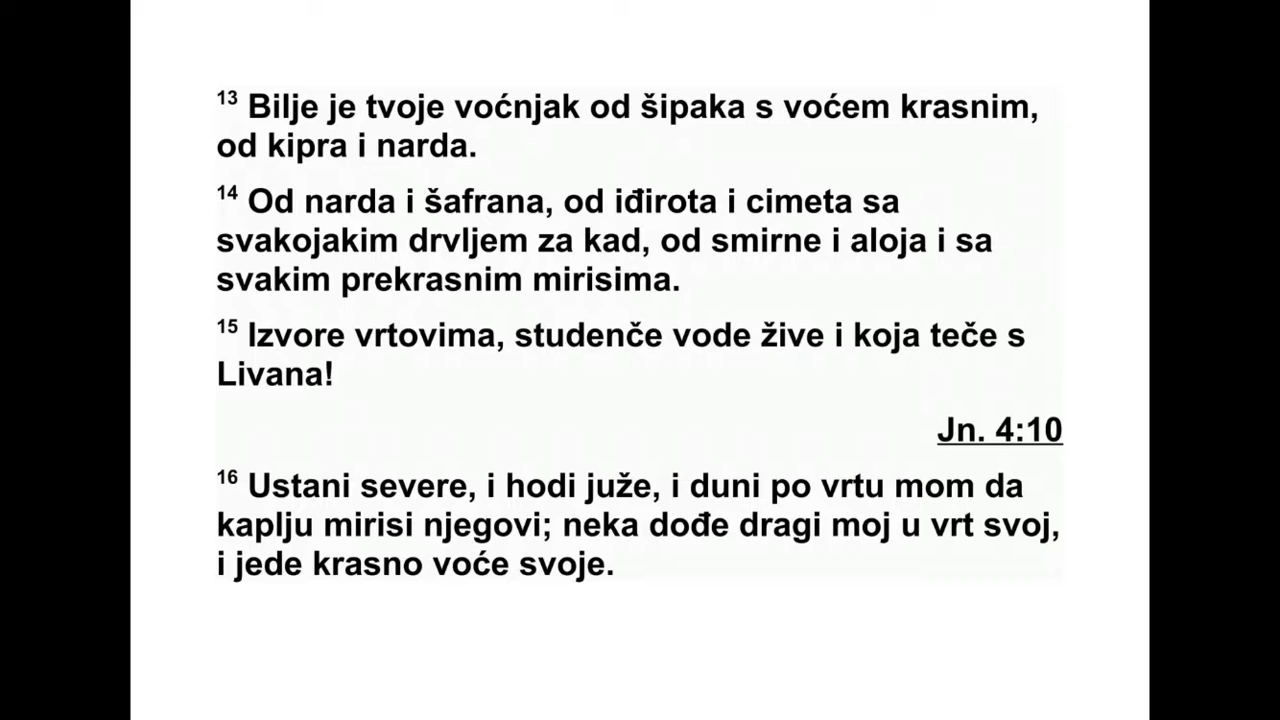 13 Bilje je tvoje voćnjak od šipaka s voćem krasnim,
od kipra i narda.
14 Od narda i šafrana, od iđirota i cimeta sa
svakojakim drvljem za kad, od smirne i aloja i sa
svakim prekrasnim mirisima.
15 Izvore vrtovima, studenče vode žive i koja teče s
Livana!
Jn. 4:10
16 Ustani severe, i hodi juže, i duni po vrtu mom da
kaplju mirisi njegovi; neka dođe dragi moj u vrt svoj,
i jede krasno voće svoje.